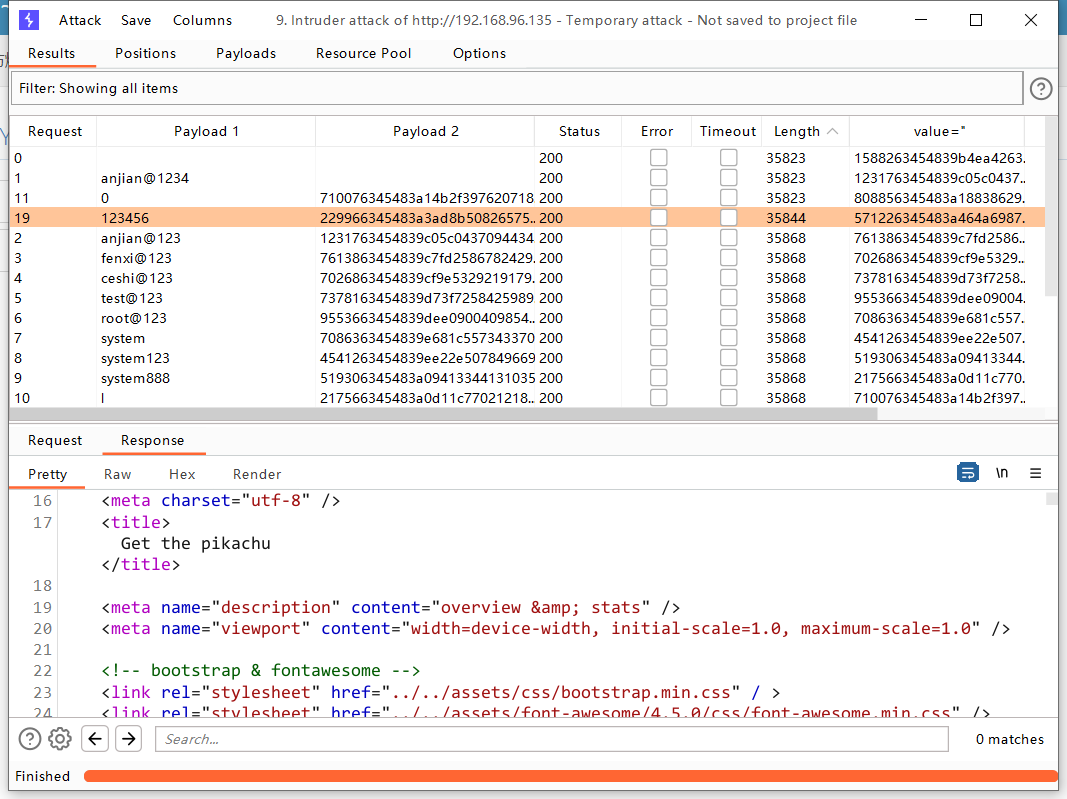 Attack Save Columns 9. Intruder attack of http://192.168.96.135 - Temporary attack - Not saved to project file
Results Positions Payloads Resource Pool Options
Filter: Showing all items
Request Payload 1 Payload 2 Status Error Timeout Length value="
0 200 35823 1588263454839b4ea4263...
1 anjian@1234 200 35823 1231763454839c05c0437...
11 0 710076345483a14b2f397620718 200 35823 808856345483a18838629...
19 123456 229966345483a3ad8b50826575... 200 35844 571226345483a464a6987...
2 anjian@123 1231763454839c05c0437094434 200 35868 7613863454839c7fd2586...
3 fenxi@123 7613863454839c7fd2586782429. 200 35868 7026863454839cf9e5329...
4 ceshi@123 7026863454839cf9e5329219179. 200 35868 7378163454839d73f7258...
5 test@123 7378163454839d73f7258425989 200 35868 9553663454839dee09004...
6 root@123 9553663454839dee0900409854... 200 35868 7086363454839e681c557...
7 system 7086363454839e681c557343370 200 35868 4541263454839ee22e507...
8 system123 4541263454839ee22e507849669 200 35868 519306345483a09413344...
9 system888 519306345483a09413344131035 200 35868 217566345483a0d11c770...
10 l 217566345483a0d11c77021218... 200 35868 710076345483a14b2f397...
Request Response
Pretty Raw Hex Render \n
16 <meta charset="utf-8" />
17 <title>
Get the pikachu
</title>
18
19 <meta name="description" content="overview &amp; stats" />
20 <meta name="viewport" content="width=device-width, initial-scale=1.0, maximum-scale=1.0" />
21
22 <!-- bootstrap & fontawesome -->
23 <link rel="stylesheet" href="../../assets/css/bootstrap.min.css" / >
24 <link rel="stylesheet" href="../../assets/font-awesome/4.5.0/css/font-awesome.min.css" />
Search... 0 matches
Finished